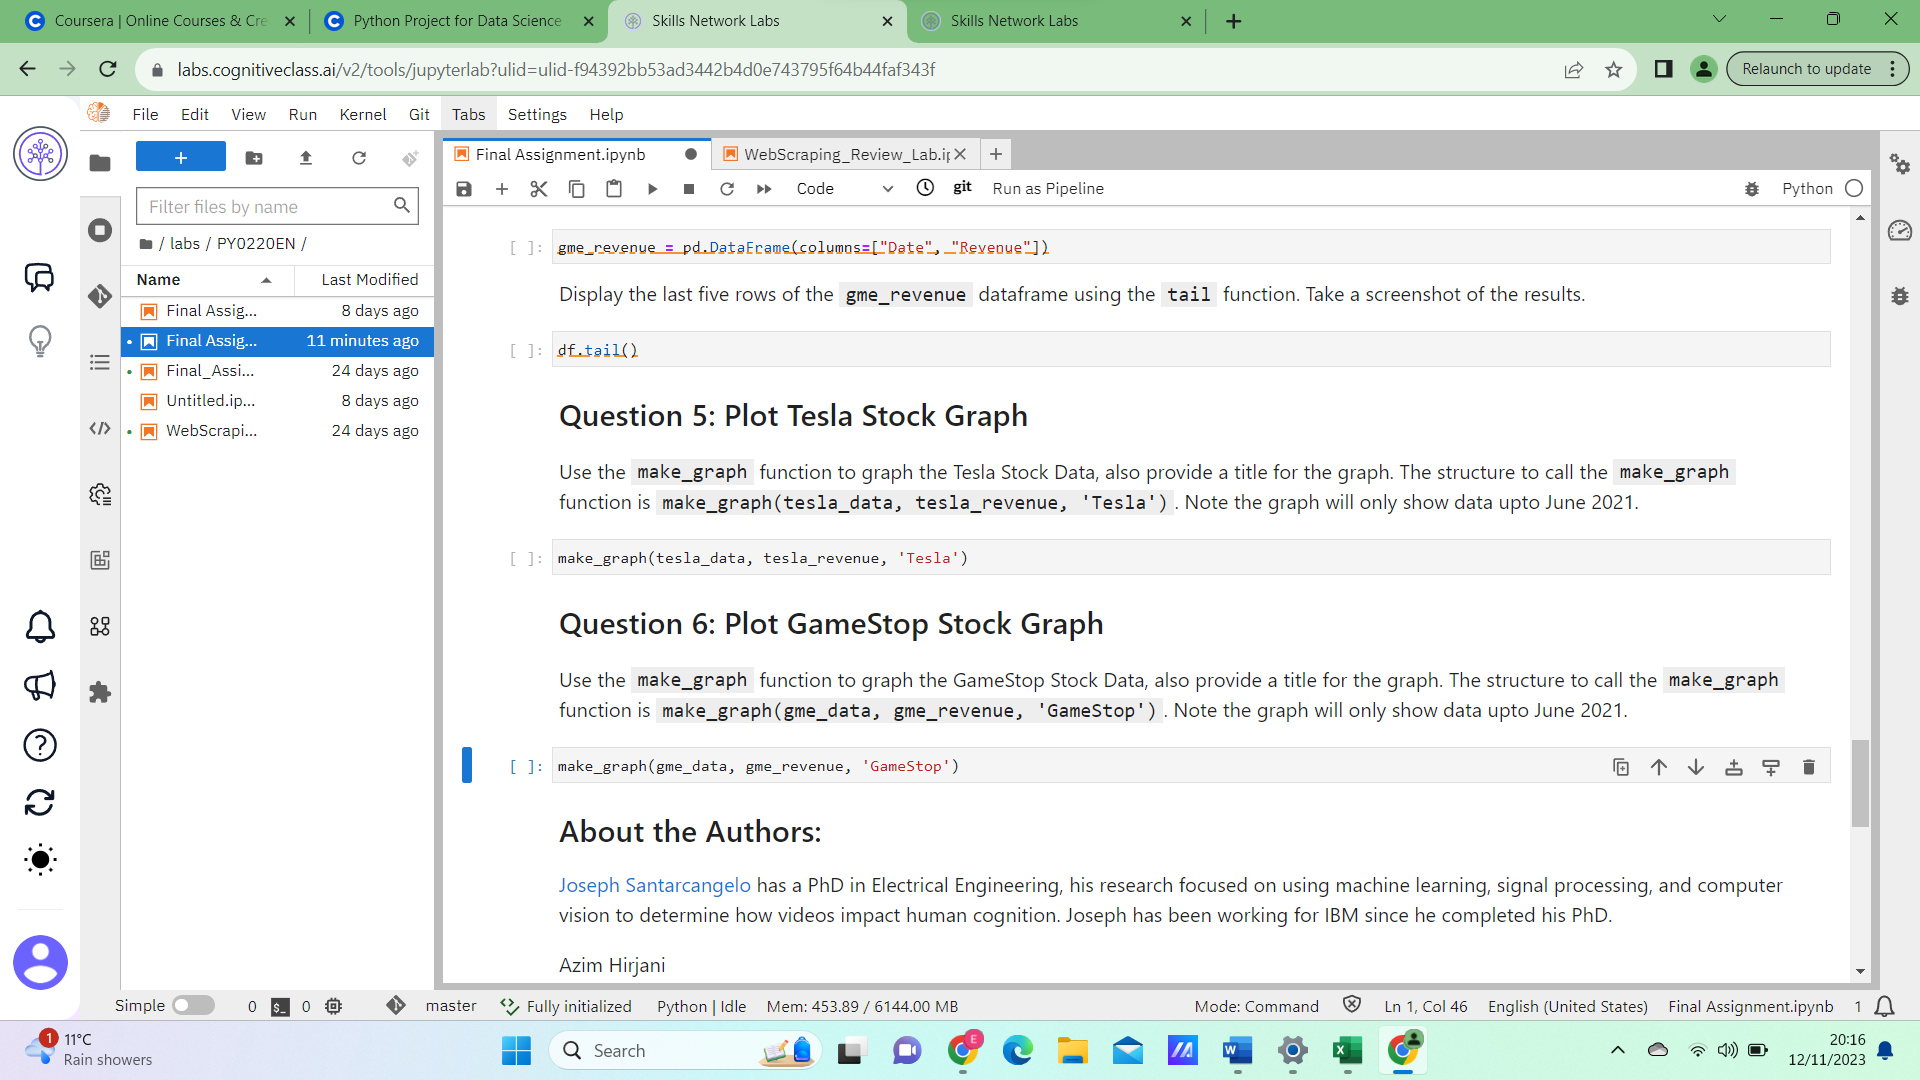 Coursera | Online Courses & Cre
Python Project for Data Science
Skills Network Labs
Skills Network Labs
labs.cognitiveclass.ai/v2/tools/jupyterlab?ulid=ulid-f94392bb53ad3442b4d0e743795f64b44faf343f
Relaunch to update
File Edit View Run Kernel Git Tabs Settings Help
Final Assignment.ipynb
WebScraping_Review_Lab.ip
Code
git
Run as Pipeline
Python
Filter files by name
/ labs / PY0220EN /
Name Last Modified
Final Assig... 8 days ago
Final Assig... 11 minutes ago
Final_Assi... 24 days ago
Untitled.ip... 8 days ago
WebScrapi... 24 days ago
[ ]: gme_revenue = pd.DataFrame(columns=["Date", "Revenue"])
Display the last five rows of the gme_revenue dataframe using the tail function. Take a screenshot of the results.
[ ]: df.tail()
Question 5: Plot Tesla Stock Graph
Use the make_graph function to graph the Tesla Stock Data, also provide a title for the graph. The structure to call the make_graph
function is make_graph(tesla_data, tesla_revenue, 'Tesla') . Note the graph will only show data upto June 2021.
[ ]: make_graph(tesla_data, tesla_revenue, 'Tesla')
Question 6: Plot GameStop Stock Graph
Use the make_graph function to graph the GameStop Stock Data, also provide a title for the graph. The structure to call the make_graph
function is make_graph(gme_data, gme_revenue, 'GameStop') . Note the graph will only show data upto June 2021.
[ ]: make_graph(gme_data, gme_revenue, 'GameStop')
About the Authors:
Joseph Santarcangelo has a PhD in Electrical Engineering, his research focused on using machine learning, signal processing, and computer
vision to determine how videos impact human cognition. Joseph has been working for IBM since he completed his PhD.
Azim Hirjani
Simple 0 $_ 0 master Fully initialized Python | Idle Mem: 453.89 / 6144.00 MB Mode: Command Ln 1, Col 46 English (United States) Final Assignment.ipynb 1
1
11°C
Rain showers
Search
E
20:16
12/11/2023